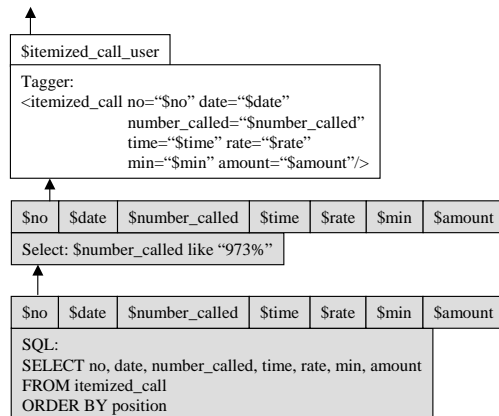 $itemized_call_user
Tagger:
<itemized_call no=“$no” date=“$date”
number_called=“$number_called”
time=“$time” rate=“$rate”
min=“$min” amount=“$amount”/>
$no $date $number_called $time $rate $min $amount
Select: $number_called like “973%”
$no $date $number_called $time $rate $min $amount
SQL:
SELECT no, date, number_called, time, rate, min, amount
FROM itemized_call
ORDER BY position